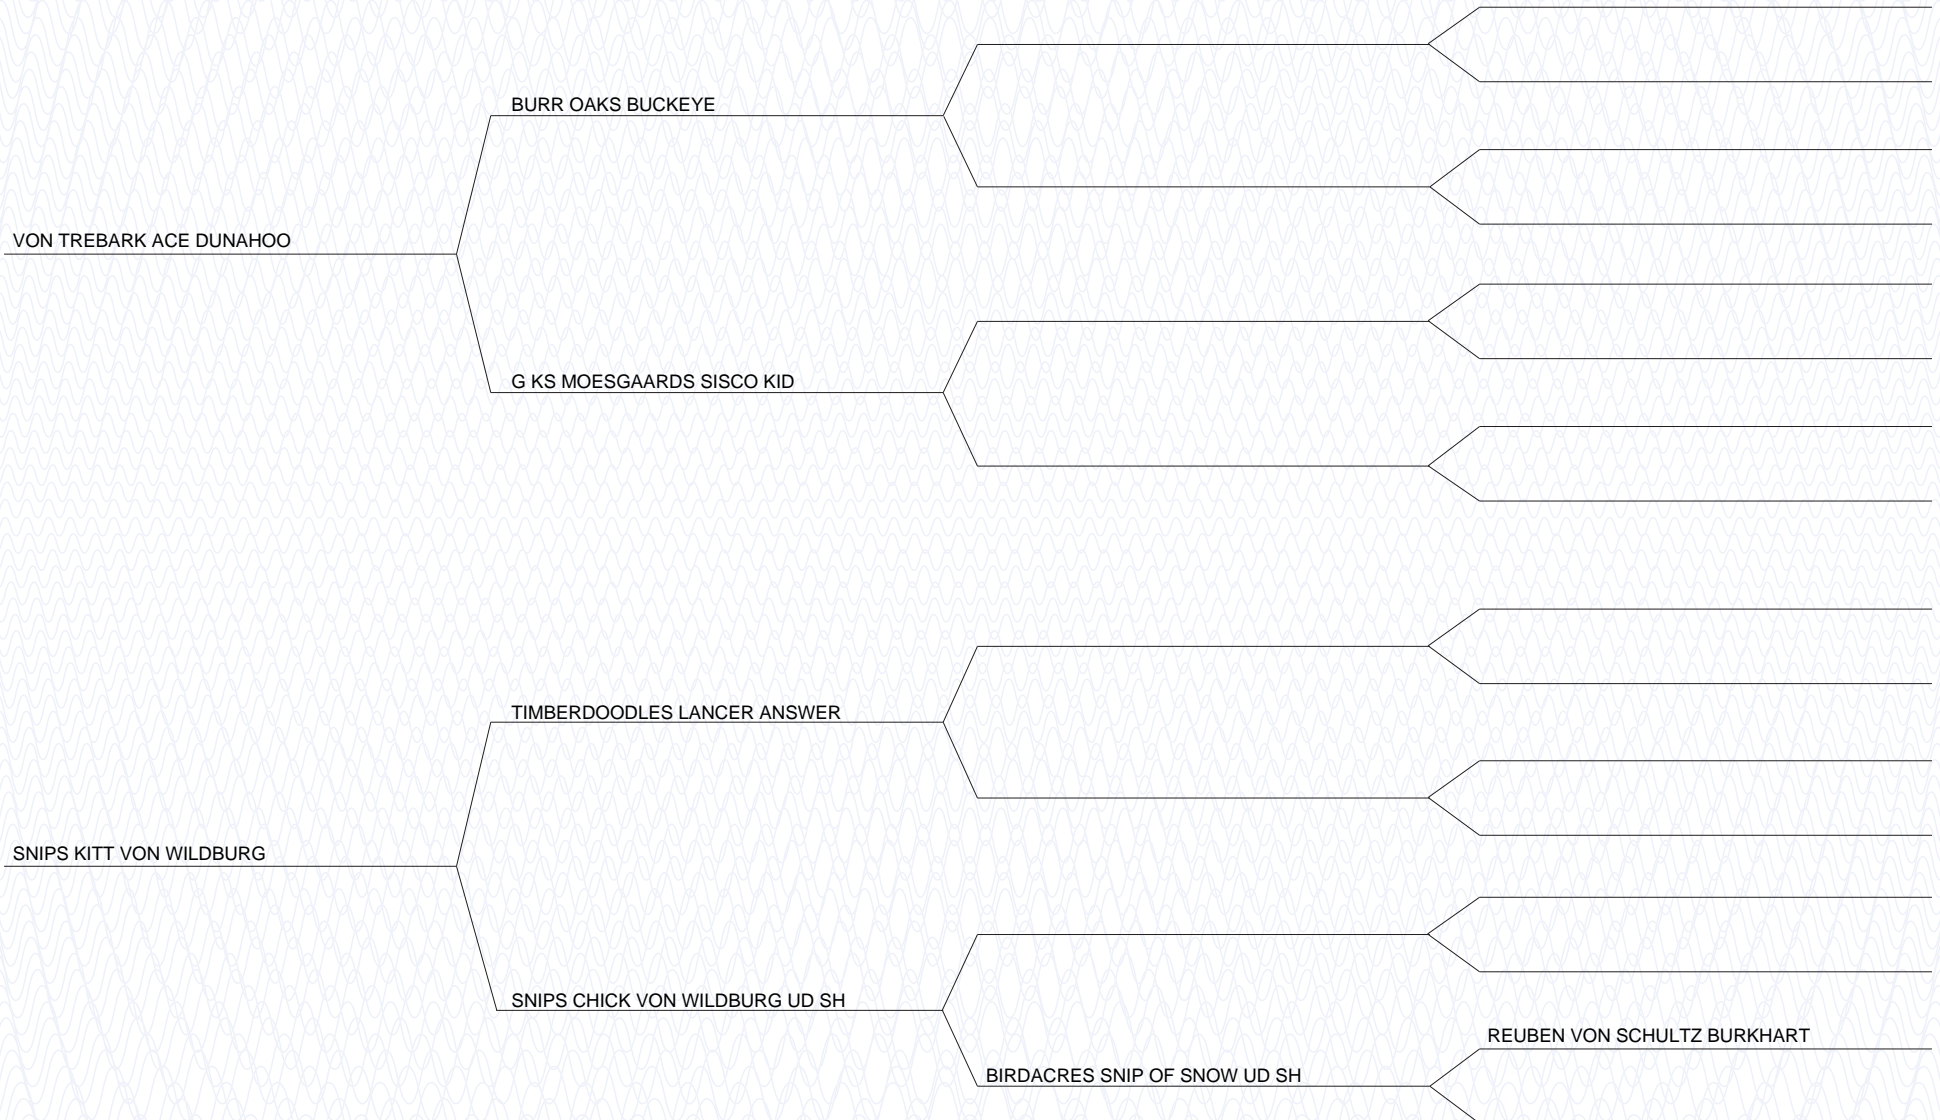 BURR OAKS BUCKEYE
VON TREBARK ACE DUNAHOO
G KS MOESGAARDS SISCO KID
TIMBERDOODLES LANCER ANSWER
SNIPS KITT VON WILDBURG
SNIPS CHICK VON WILDBURG UD SH
REUBEN VON SCHULTZ BURKHART
BIRDACRES SNIP OF SNOW UD SH